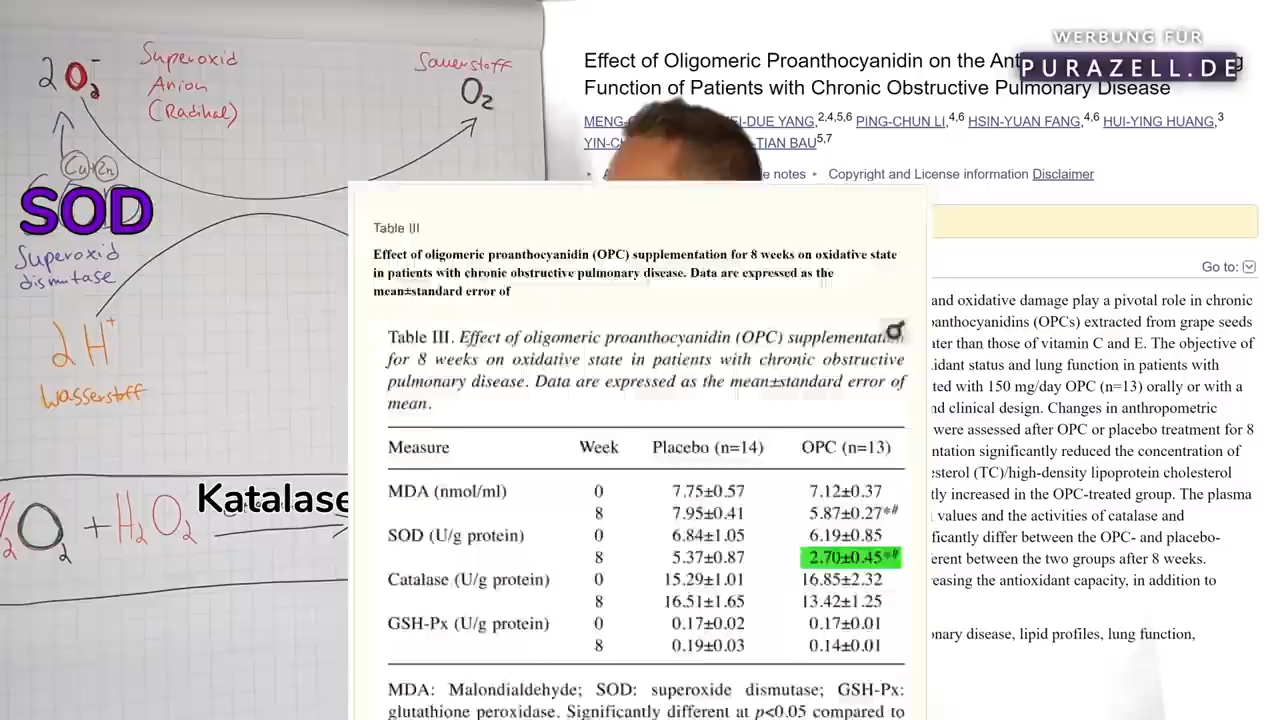 2 O₂⁻
Superoxid
Anion
(Radikal)
Sauerstoff
O₂
Cu+Zn
SOD
Superoxid
dismutase
2 H⁺
Wasserstoff
O₂ + H₂O₂
Katalase
WERBUNG FÜR
PURAZELL.DE
Effect of Oligomeric Proanthocyanidin on the
Function of Patients with Chronic Obstructive Pulmonary Disease
YANG,2,4,5,6 PING-CHUN LI,4,6 HSIN-YUAN FANG,4,6 HUI-YING HUANG,3
TIAN BAU5,7
notes ▸ Copyright and License information Disclaimer
Go to:
and oxidative damage play a pivotal role in chronic
extracted from grape seeds
than those of vitamin C and E. The objective of
status and lung function in patients with
with 150 mg/day OPC (n=13) orally or with a
clinical design. Changes in anthropometric
were assessed after OPC or placebo treatment for 8
significantly reduced the concentration of
(TC)/high-density lipoprotein cholesterol
increased in the OPC-treated group. The plasma
values and the activities of catalase and
differ between the OPC- and placebo-
between the two groups after 8 weeks.
the antioxidant capacity, in addition to
disease, lipid profiles, lung function,
Table III
Effect of oligomeric proanthocyanidin (OPC) supplementation for 8 weeks on oxidative state
in patients with chronic obstructive pulmonary disease. Data are expressed as the
mean±standard error of
Table III. Effect of oligomeric proanthocyanidin (OPC) supplementation
for 8 weeks on oxidative state in patients with chronic obstructive
pulmonary disease. Data are expressed as the mean±standard error of
mean.
Measure Week Placebo (n=14) OPC (n=13)
MDA (nmol/ml) 0 7.75±0.57 7.12±0.37
8 7.95±0.41 5.87±0.27*#
SOD (U/g protein) 0 6.84±1.05 6.19±0.85
8 5.37±0.87 2.70±0.45*#
Catalase (U/g protein) 0 15.29±1.01 16.85±2.32
8 16.51±1.65 13.42±1.25
GSH-Px (U/g protein) 0 0.17±0.02 0.17±0.01
8 0.19±0.03 0.14±0.01
MDA: Malondialdehyde; SOD: superoxide dismutase; GSH-Px:
glutathione peroxidase. Significantly different at p<0.05 compared to